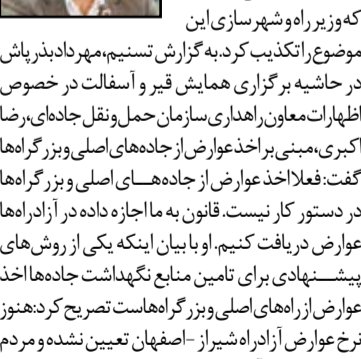 که وزیر راه و شهرسازی این
موضوع را تکذیب کرد. به گزارش تسنیم، مهرداد بذرپاش
در حاشیه برگزاری همایش قیر و آسفالت در خصوص
اظهارات معاون راهداری سازمان حمل و نقل جاده‌ای، رضا
اکبری، مبنی بر اخذ عوارض از جاده‌های اصلی و بزرگراه‌ها
گفت: فعلا اخذ عوارض از جاده‌هــای اصلی و بزرگراه‌ها
در دستور کار نیست. قانون به ما اجازه داده در آزادراه‌ها
عوارض دریافت کنیم. او با بیان اینکه یکی از روش‌های
پیشــنهادی برای تامین منابع نگهداشت جاده‌ها اخذ
عوارض از راه‌های اصلی و بزرگراه‌هاست تصریح کرد: هنوز
نرخ عوارض آزادراه شیراز - اصفهان تعیین نشده و مردم